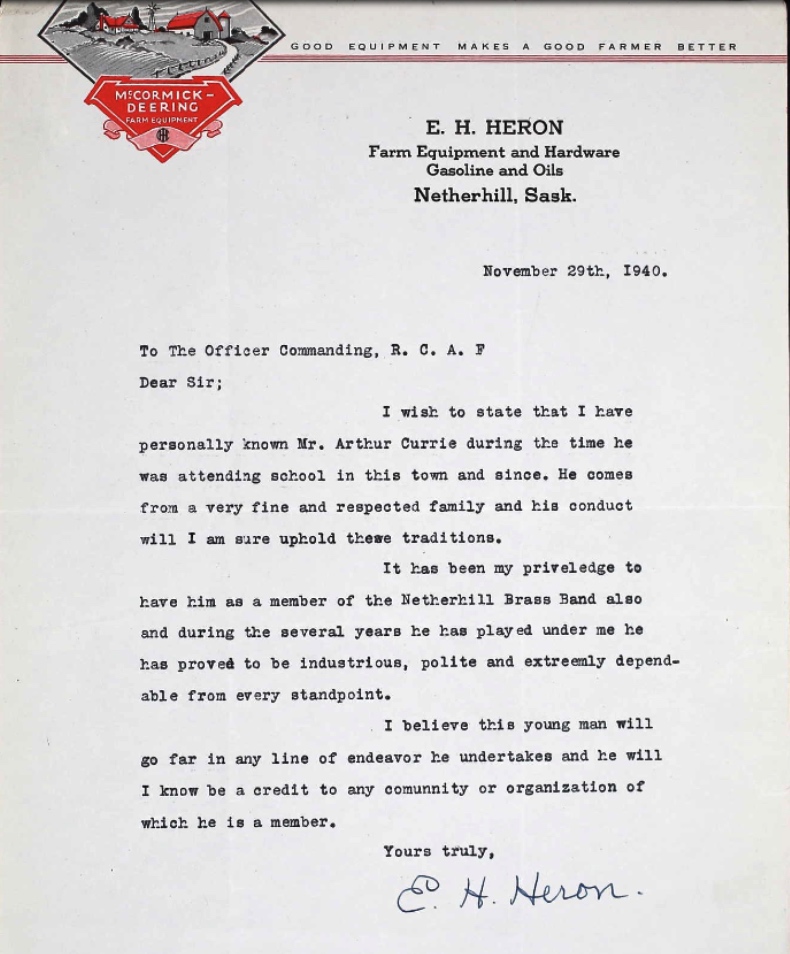 GOOD EQUIPMENT MAKES A GOOD FARMER BETTER
McCORMICK-
DEERING
FARM EQUIPMENT
IHC
E. H. HERON
Farm Equipment and Hardware
Gasoline and Oils
Netherhill, Sask.
November 29th, I940.
To The Officer Commanding, R. C. A. F
Dear Sir;
I wish to state that I have
personally known Mr. Arthur Currie during the time he
was attending school in this town and since. He comes
from a very fine and respected family and his conduct
will I am sure uphold these traditions.
It has been my priveledge to
have him as a member of the Netherhill Brass Band also
and during the several years he has played under me he
has proved to be industrious, polite and extreemly depend-
able from every standpoint.
I believe this young man will
go far in any line of endeavor he undertakes and he will
I know be a credit to any comunnity or organization of
which he is a member.
Yours truly,
E. H. Heron.